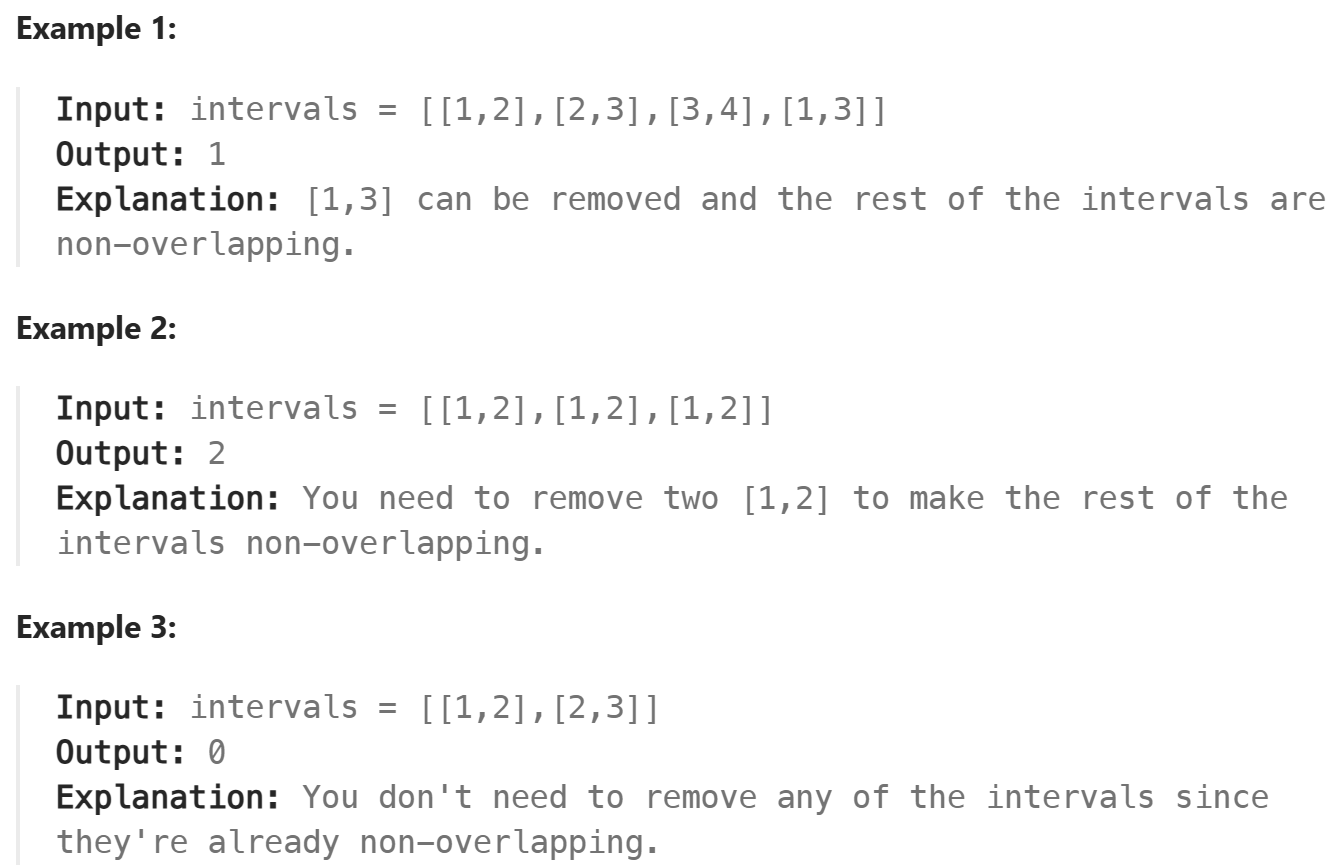 Example 1:
Input: intervals = [[1,2],[2,3],[3,4],[1,3]]
Output: 1
Explanation: [1,3] can be removed and the rest of the intervals are
non-overlapping.
Example 2:
Input: intervals = [[1,2],[1,2],[1,2]]
Output: 2
Explanation: You need to remove two [1,2] to make the rest of the
intervals non-overlapping.
Example 3:
Input: intervals = [[1,2],[2,3]]
Output: 0
Explanation: You don't need to remove any of the intervals since
they're already non-overlapping.